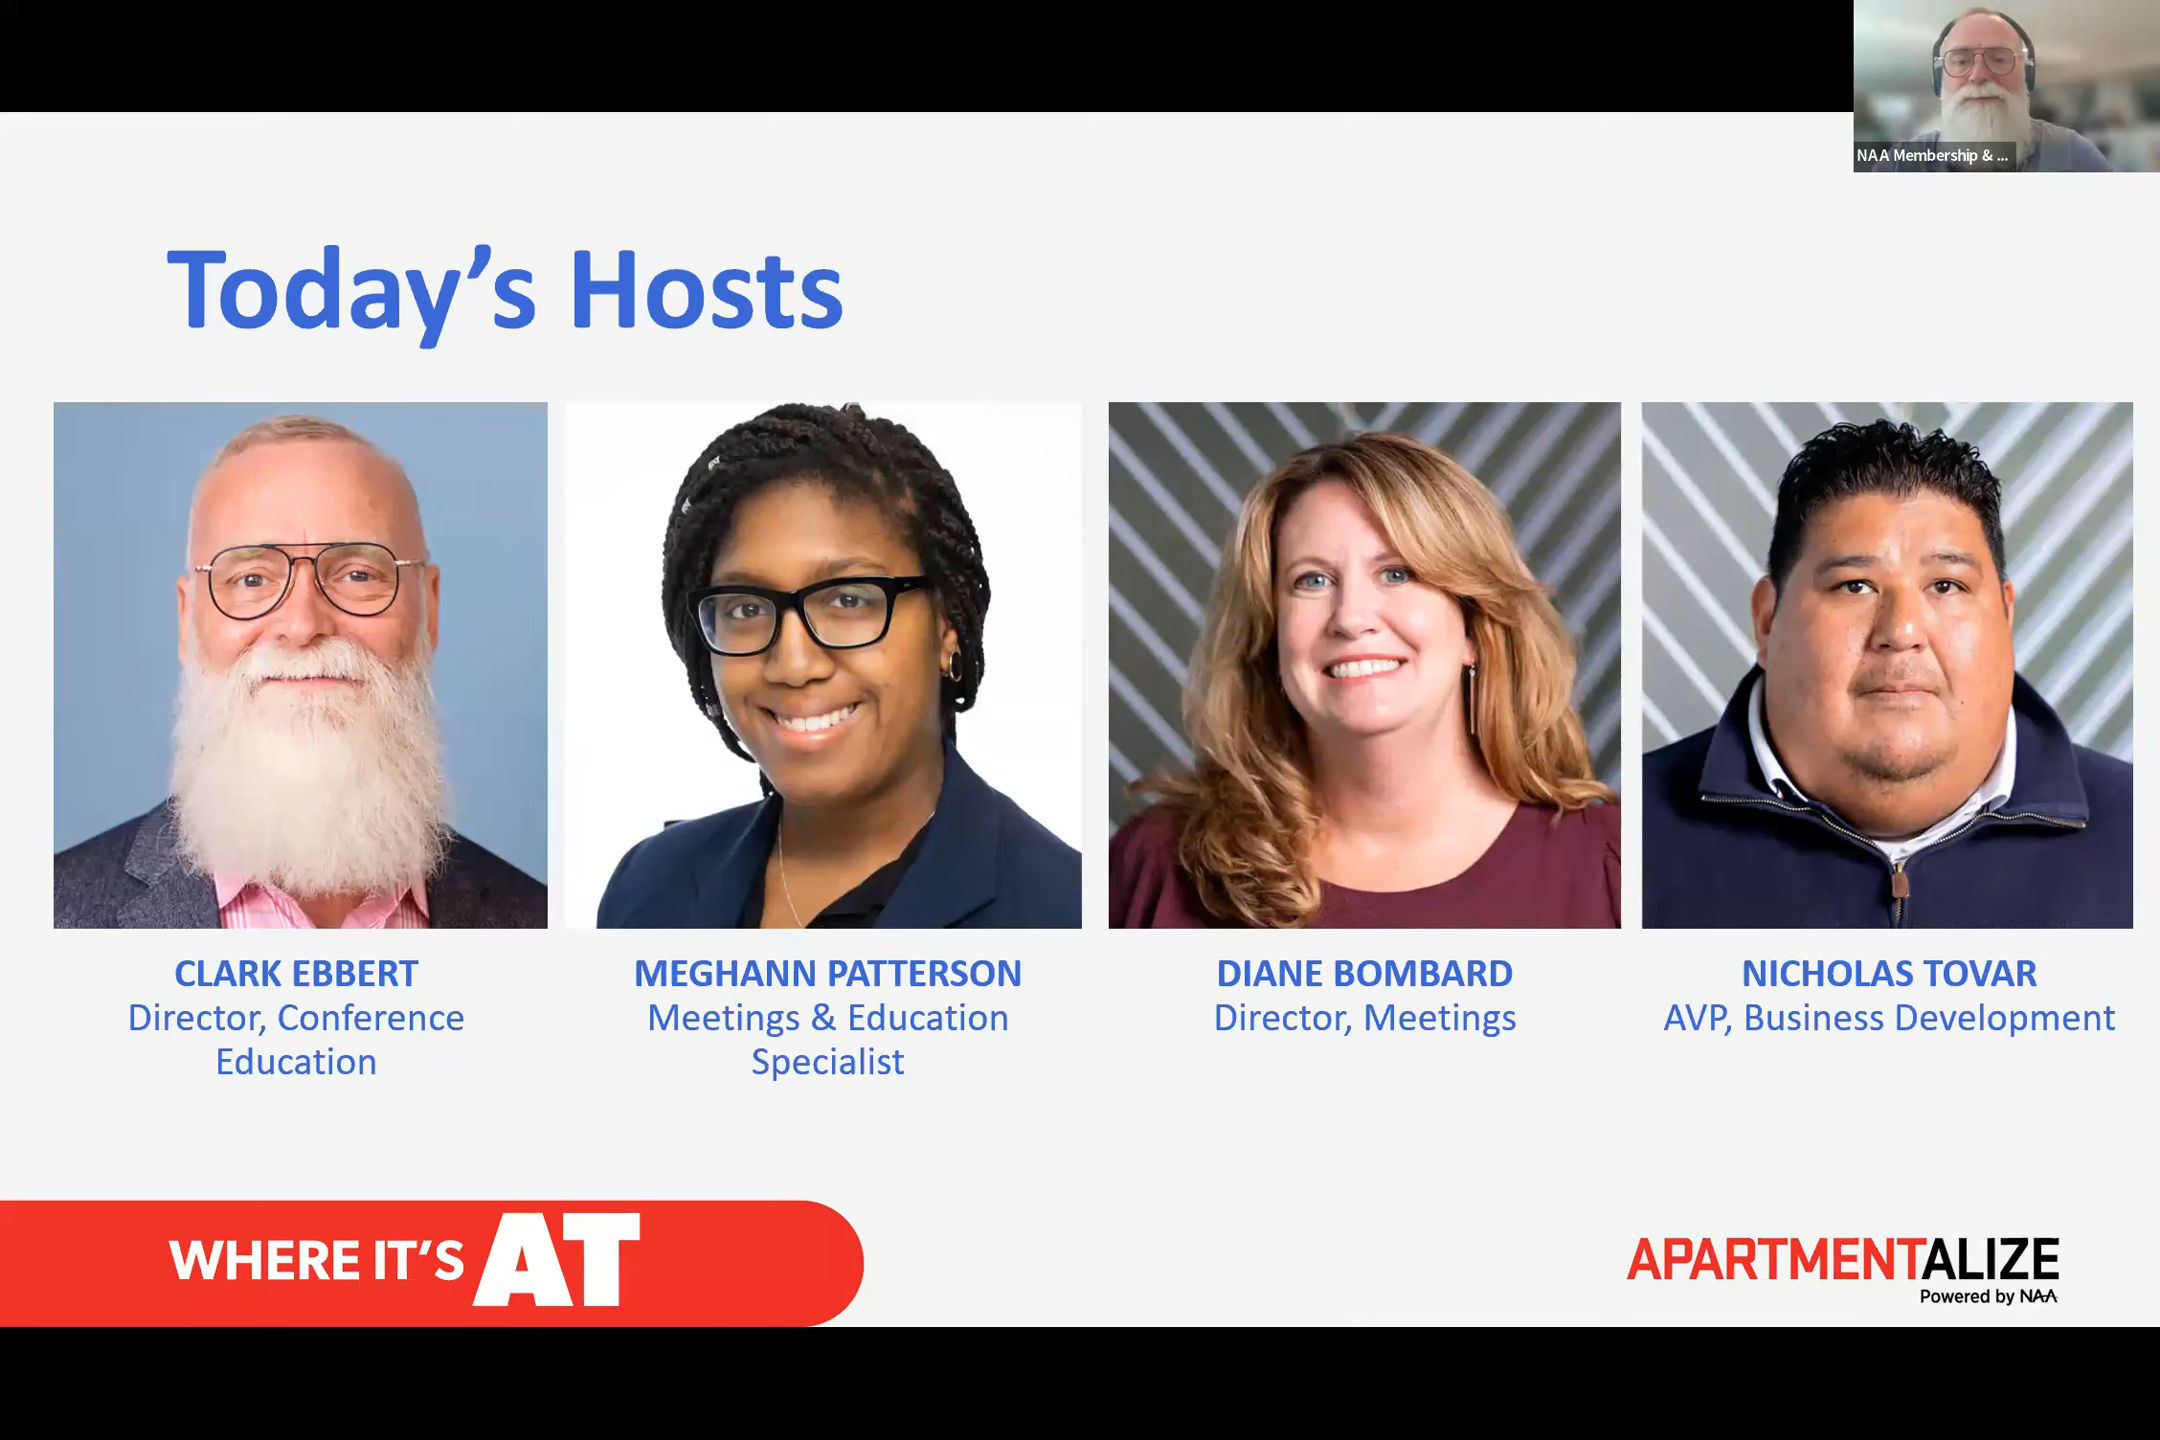 NAA Membership & ...
Today's Hosts
CLARK EBBERT
Director, Conference
Education
MEGHANN PATTERSON
Meetings & Education
Specialist
DIANE BOMBARD
Director, Meetings
NICHOLAS TOVAR
AVP, Business Development
WHERE IT'S AT
APARTMENTALIZE
Powered by NAA